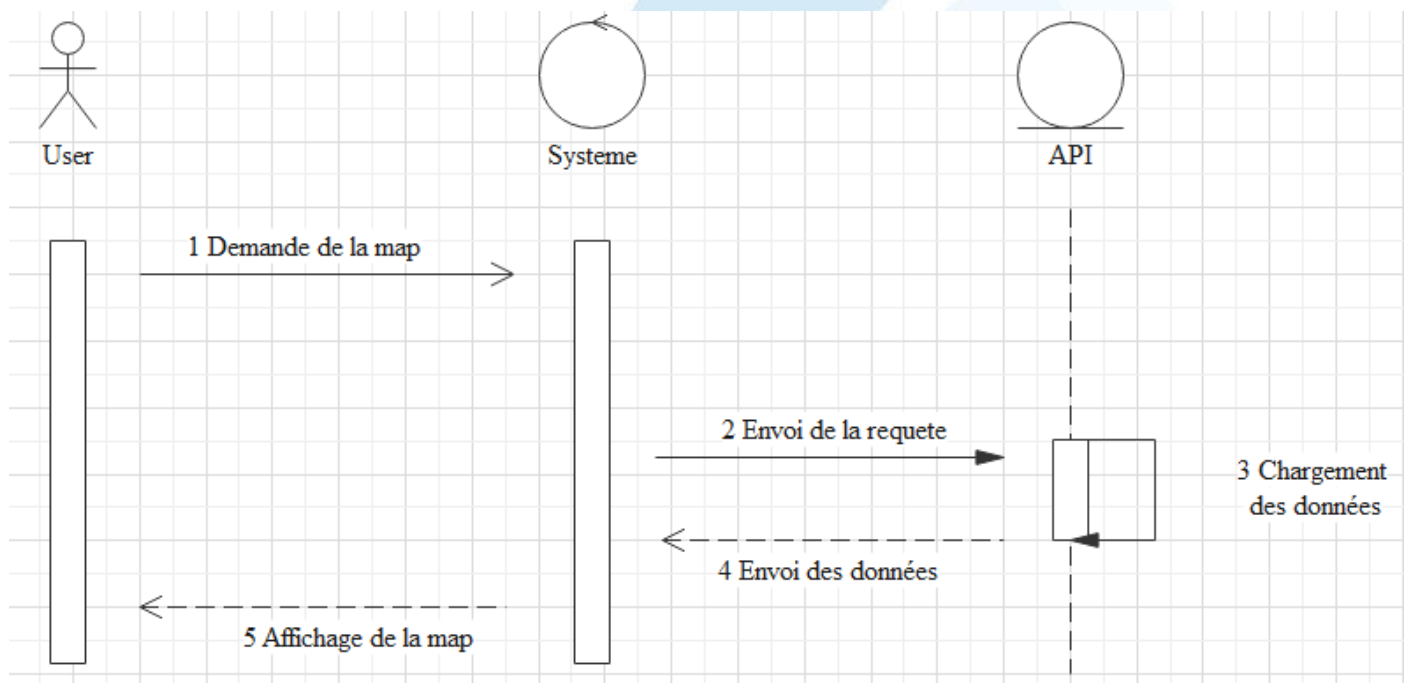 User
Systeme
API
1 Demande de la map
2 Envoi de la requete
3 Chargement
des données
4 Envoi des données
5 Affichage de la map